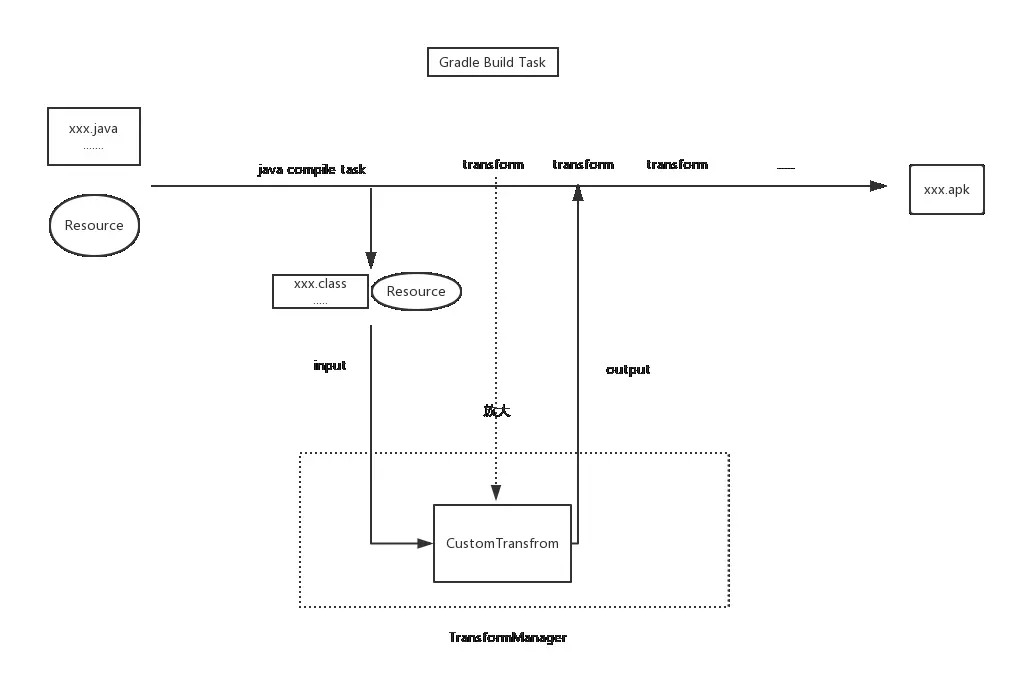 Gradle Build Task
xxx.java
.......
java compile task
transform
transform
transform
......
xxx.apk
Resource
xxx.class
.....
Resource
input
output
放大
CustomTransfrom
TransformManager